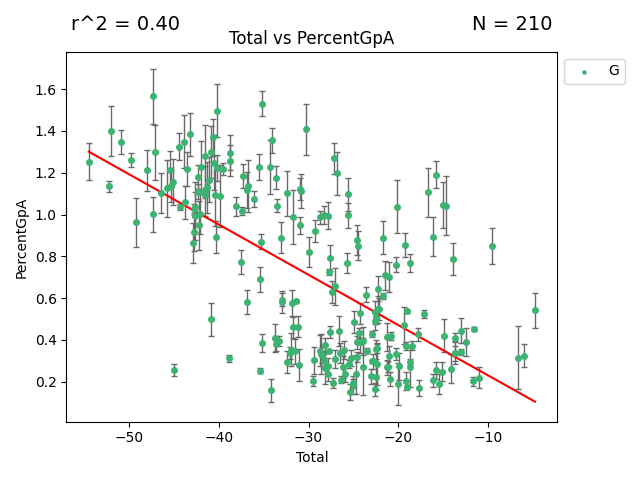 r^2 = 0.40 N = 210
Total vs PercentGpA
G
1.6
1.4
1.2
1.0
0.8
0.6
0.4
0.2
PercentGpA
−50 −40 −30 −20 −10
Total